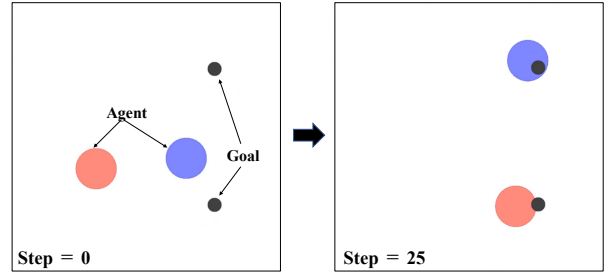 Agent
Goal
Step = 0
Step = 25